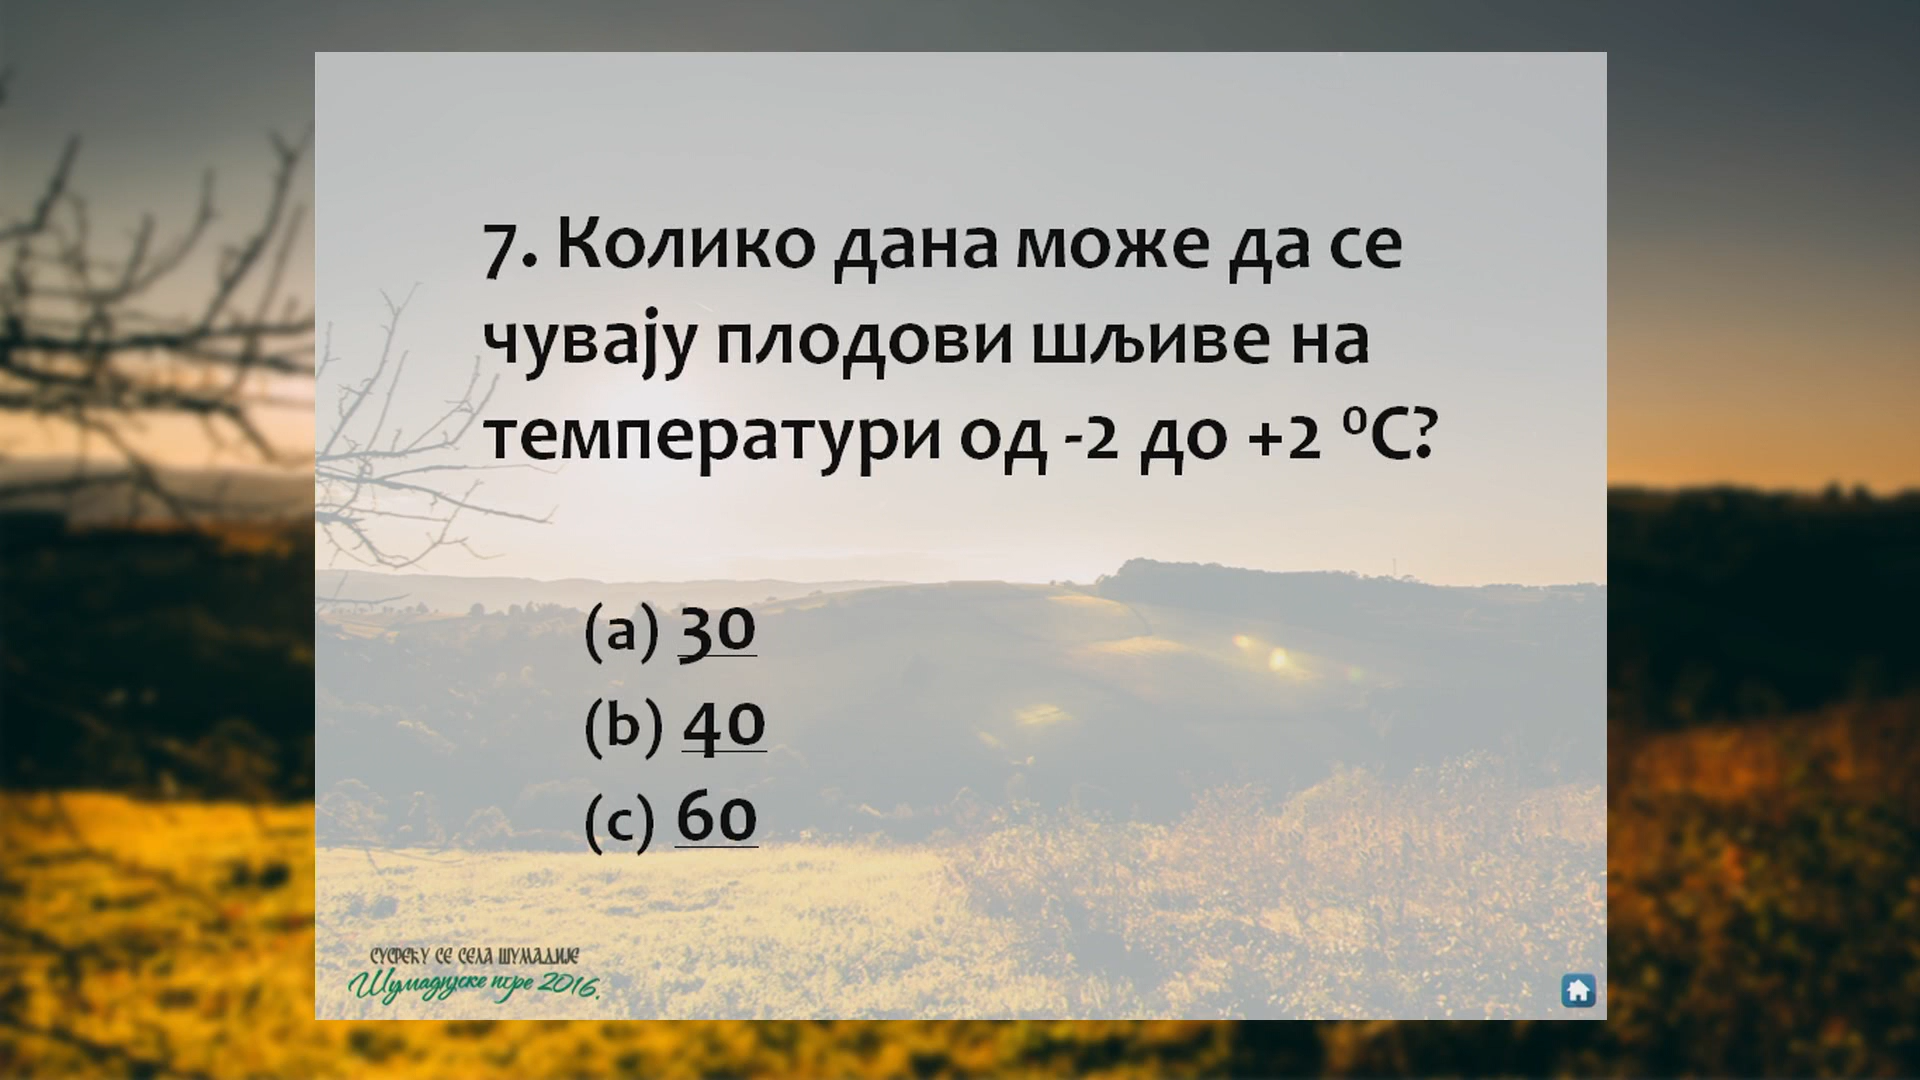 7. Колико дана може да се
чувају плодови шљиве на
температури од -2 до +2 ⁰C?
(a) 30
(b) 40
(c) 60
СУСРЕЋУ СЕ СЕЛА ШУМАДИЈЕ
Шумадијске игре 2016.